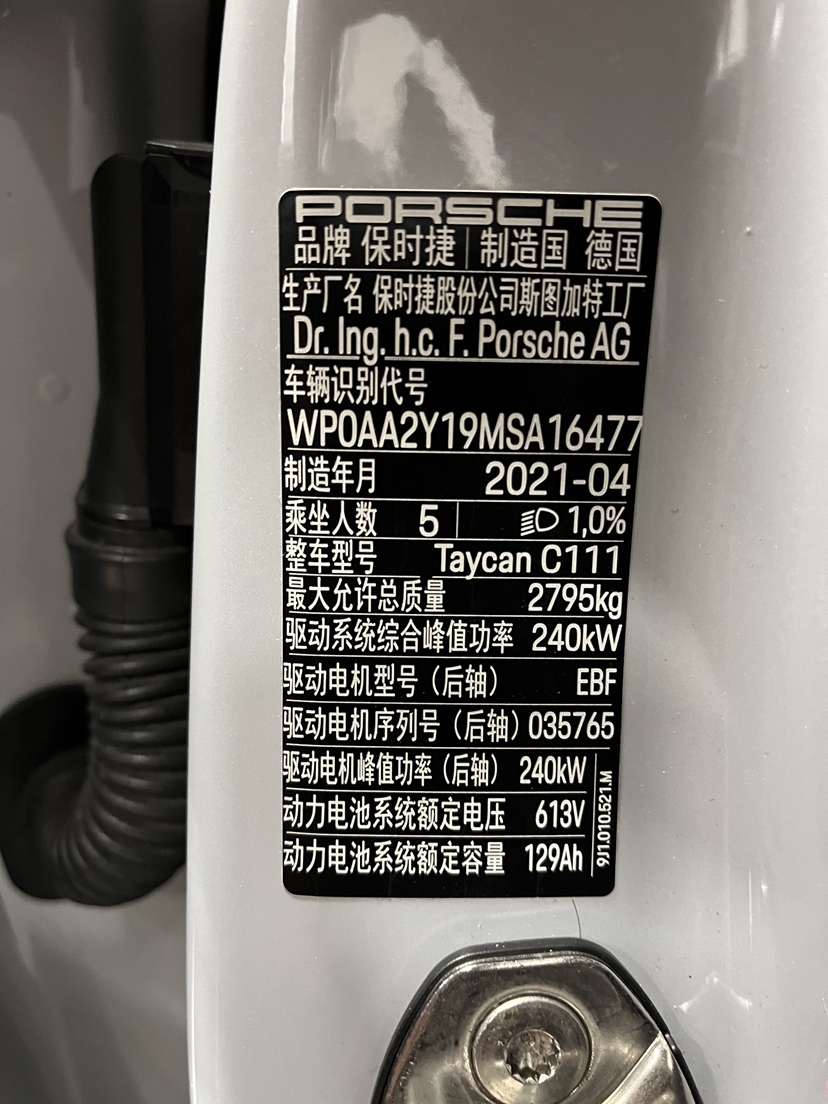 PORSCHE
品牌 保时捷 制造国 德国
生产厂名 保时捷股份公司斯图加特工厂
Dr. Ing. h.c. F. Porsche AG
车辆识别代号
WP0AA2Y19MSA16477
制造年月 2021-04
乘坐人数 5 1,0%
整车型号 Taycan C111
最大允许总质量 2795kg
驱动系统综合峰值功率 240kW
驱动电机型号（后轴） EBF
驱动电机序列号（后轴）035765
驱动电机峰值功率（后轴） 240kW
动力电池系统额定电压 613V
动力电池系统额定容量 129Ah
9J1.010.521.M